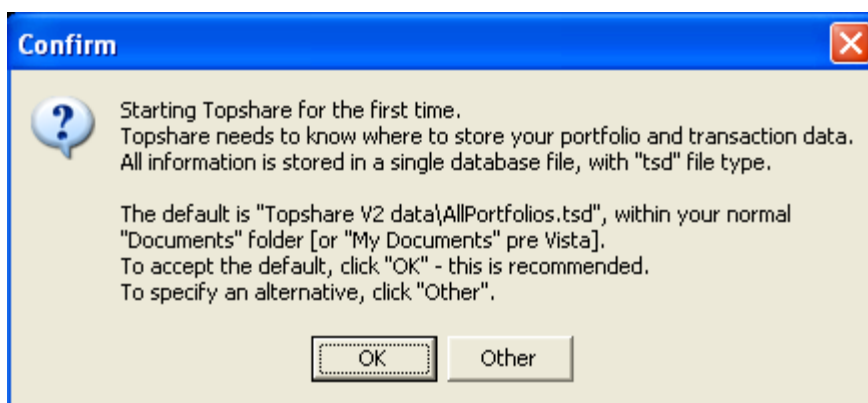 Confirm
Starting Topshare for the first time.
Topshare needs to know where to store your portfolio and transaction data.
All information is stored in a single database file, with "tsd" file type.
The default is "Topshare V2 data\AllPortfolios.tsd", within your normal
"Documents" folder [or "My Documents" pre Vista].
To accept the default, click "OK" - this is recommended.
To specify an alternative, click "Other".
OK
Other